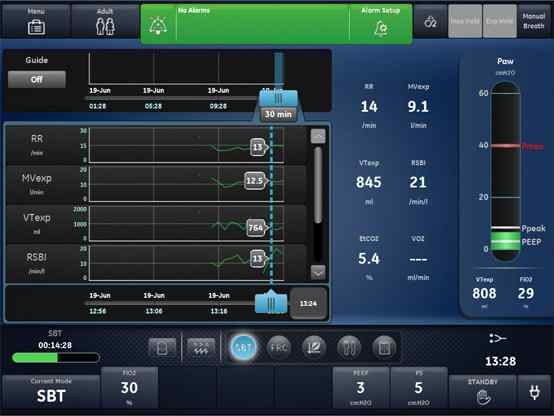 Menu
Adult
No Alarms
Alarm Setup
Insp Hold
Exp Hold
Manual
Breath
Guide
Off
19-Jun 19-Jun 19-Jun
01:28 05:28 09:28
30 min
RR
/min
30
15
0
13
MVexp
l/min
20
10
0
12.5
VTexp
ml
2000
1000
0
764
RSBI
/min/l
20
10
0
13
19-Jun 19-Jun 19-Jun 19-Jun
12:56 13:06 13:16
13:24
RR MVexp
14 9.1
/min l/min
VTexp RSBI
845 21
ml /min/l
EtCO2 VO2
5.4 ---
% ml/min
Paw
cmH2O
60
40 Pmax
20
Ppeak
PEEP
0
VTexp FiO2
808 29
ml %
SBT
00:14:28
SBT
FRC
13:28
Current Mode
SBT
FiO2
30
%
PEEP
3
cmH2O
PS
5
cmH2O
STANDBY